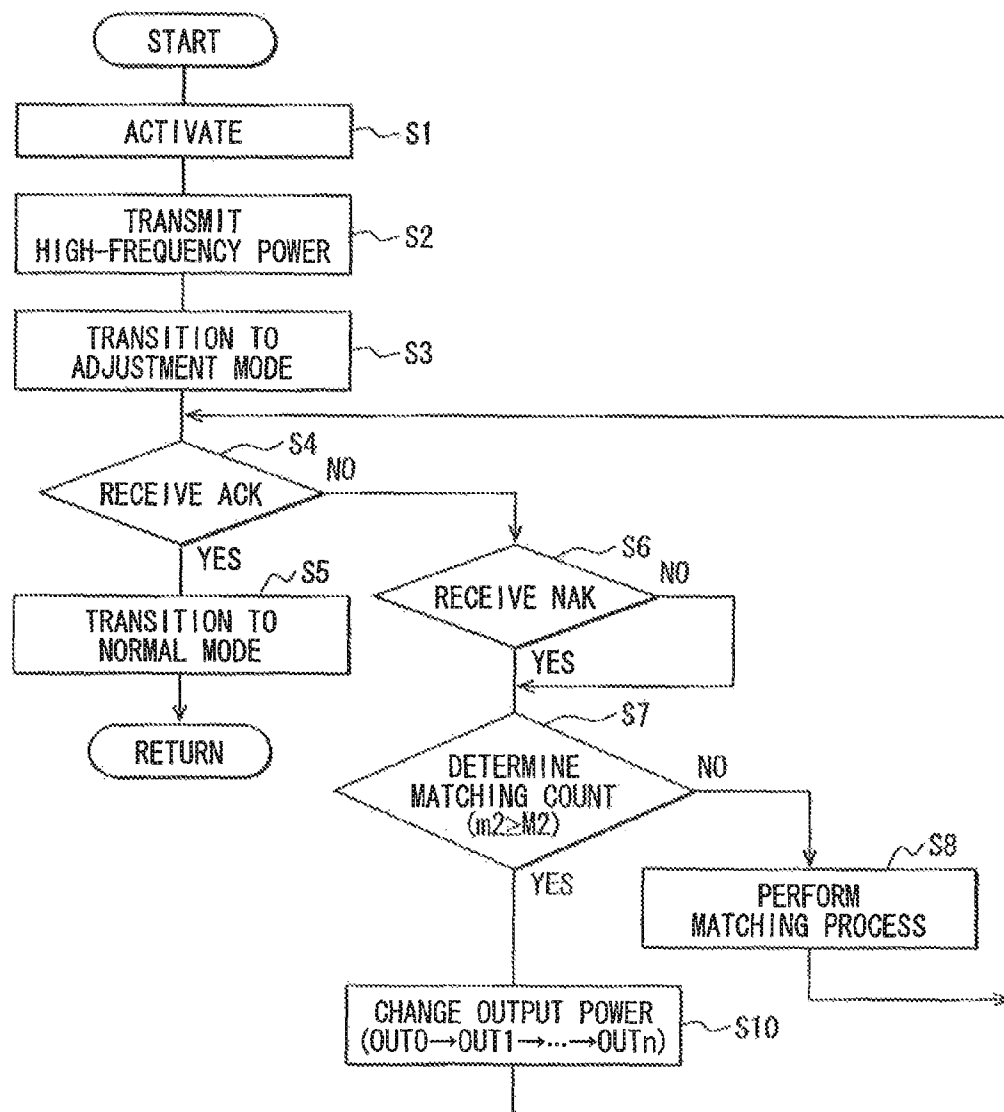 START
ACTIVATE
S1
TRANSMIT
HIGH-FREQUENCY POWER
S2
TRANSITION TO
ADJUSTMENT MODE
S3
S4
RECEIVE ACK
NO
YES
S5
TRANSITION TO
NORMAL MODE
RETURN
S6
RECEIVE NAK
NO
YES
S7
DETERMINE
MATCHING COUNT
(m2≥M2)
NO
YES
S8
PERFORM
MATCHING PROCESS
CHANGE OUTPUT POWER
(OUT0→OUT1→···→OUTn)
S10